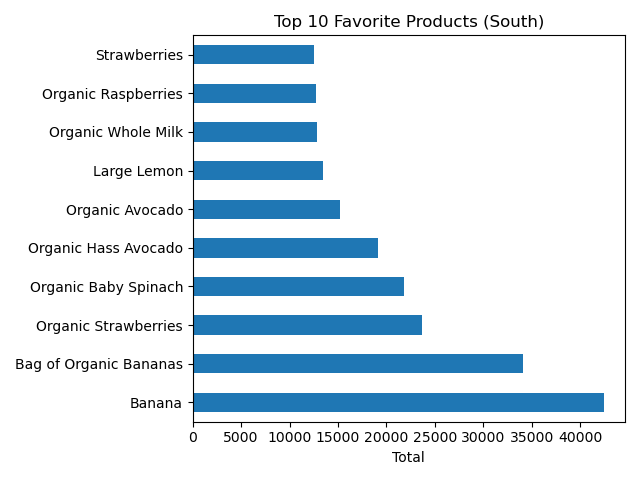 Top 10 Favorite Products (South)
Strawberries
Organic Raspberries
Organic Whole Milk
Large Lemon
Organic Avocado
Organic Hass Avocado
Organic Baby Spinach
Organic Strawberries
Bag of Organic Bananas
Banana
0 5000 10000 15000 20000 25000 30000 35000 40000
Total